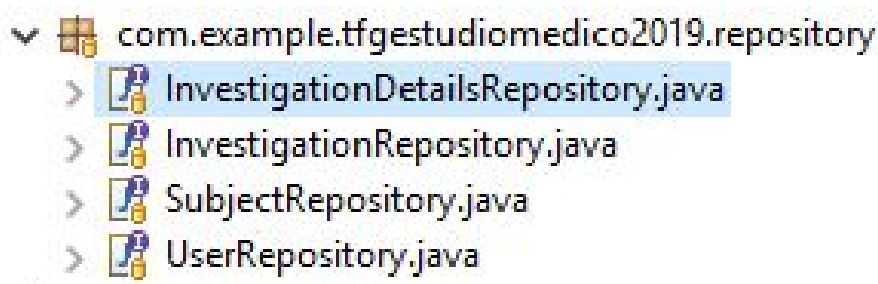 com.example.tfgestudiomedico2019.repository
InvestigationDetailsRepository.java
InvestigationRepository.java
SubjectRepository.java
UserRepository.java